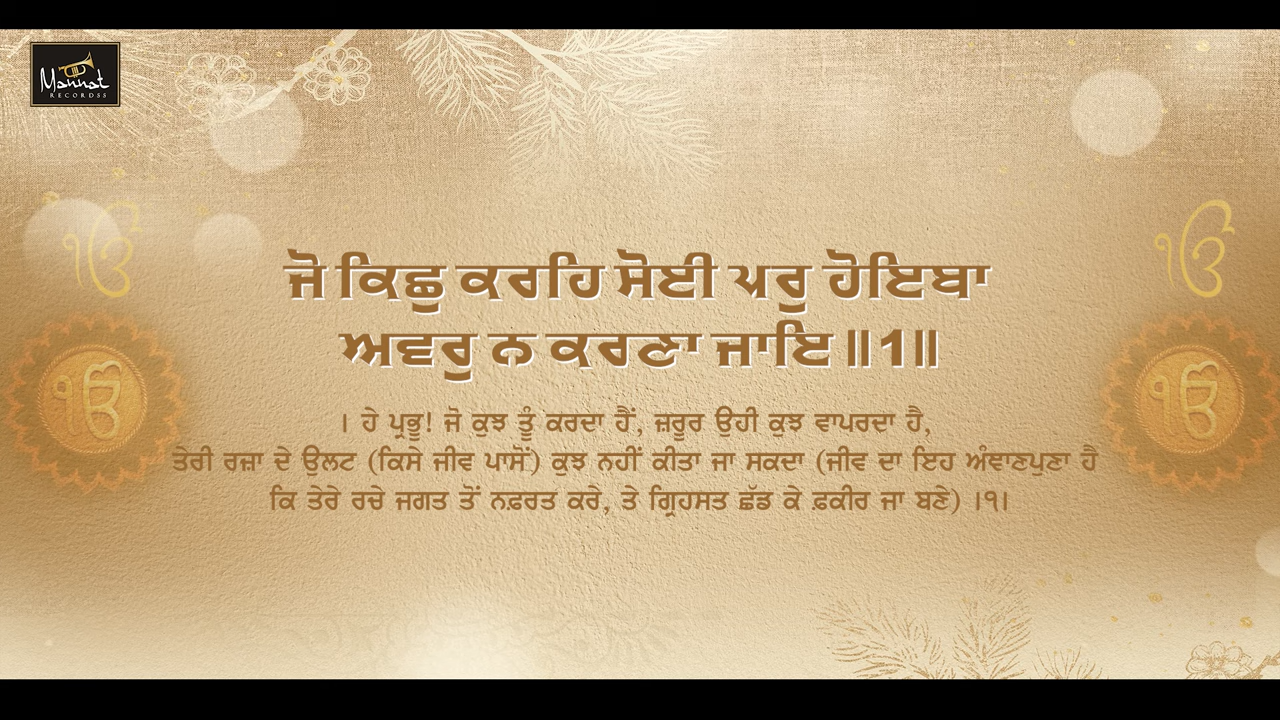 Mannat
RECORDSS
ੴ
ੴ
ੴ
ੴ
ਜੋ ਕਿਛੁ ਕਰਹਿ ਸੋਈ ਪਰੁ ਹੋਇਬਾ
ਅਵਰੁ ਨ ਕਰਣਾ ਜਾਇ ॥1॥
। ਹੇ ਪ੍ਰਭੂ! ਜੋ ਕੁਝ ਤੂੰ ਕਰਦਾ ਹੈਂ, ਜ਼ਰੂਰ ਉਹੀ ਕੁਝ ਵਾਪਰਦਾ ਹੈ,
ਤੇਰੀ ਰਜ਼ਾ ਦੇ ਉਲਟ (ਕਿਸੇ ਜੀਵ ਪਾਸੋਂ) ਕੁਝ ਨਹੀਂ ਕੀਤਾ ਜਾ ਸਕਦਾ (ਜੀਵ ਦਾ ਇਹ ਅੰਞਾਣਪੁਣਾ ਹੈ
ਕਿ ਤੇਰੇ ਰਚੇ ਜਗਤ ਤੋਂ ਨਫ਼ਰਤ ਕਰੇ, ਤੇ ਗ੍ਰਿਹਸਤ ਛੱਡ ਕੇ ਫ਼ਕੀਰ ਜਾ ਬਣੇ) ।੧।